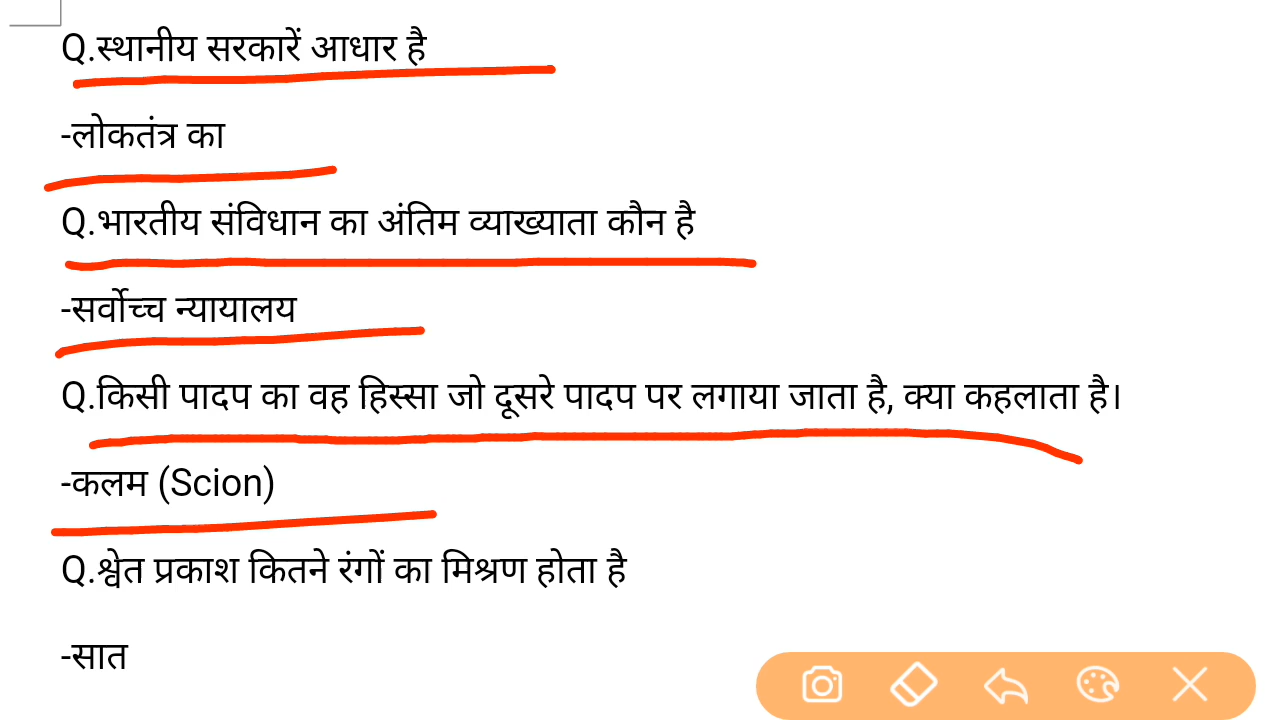 Q.स्थानीय सरकारें आधार है
-लोकतंत्र का
Q.भारतीय संविधान का अंतिम व्याख्याता कौन है
-सर्वोच्च न्यायालय
Q.किसी पादप का वह हिस्सा जो दूसरे पादप पर लगाया जाता है, क्या कहलाता है।
-कलम (Scion)
Q.श्वेत प्रकाश कितने रंगों का मिश्रण होता है
-सात